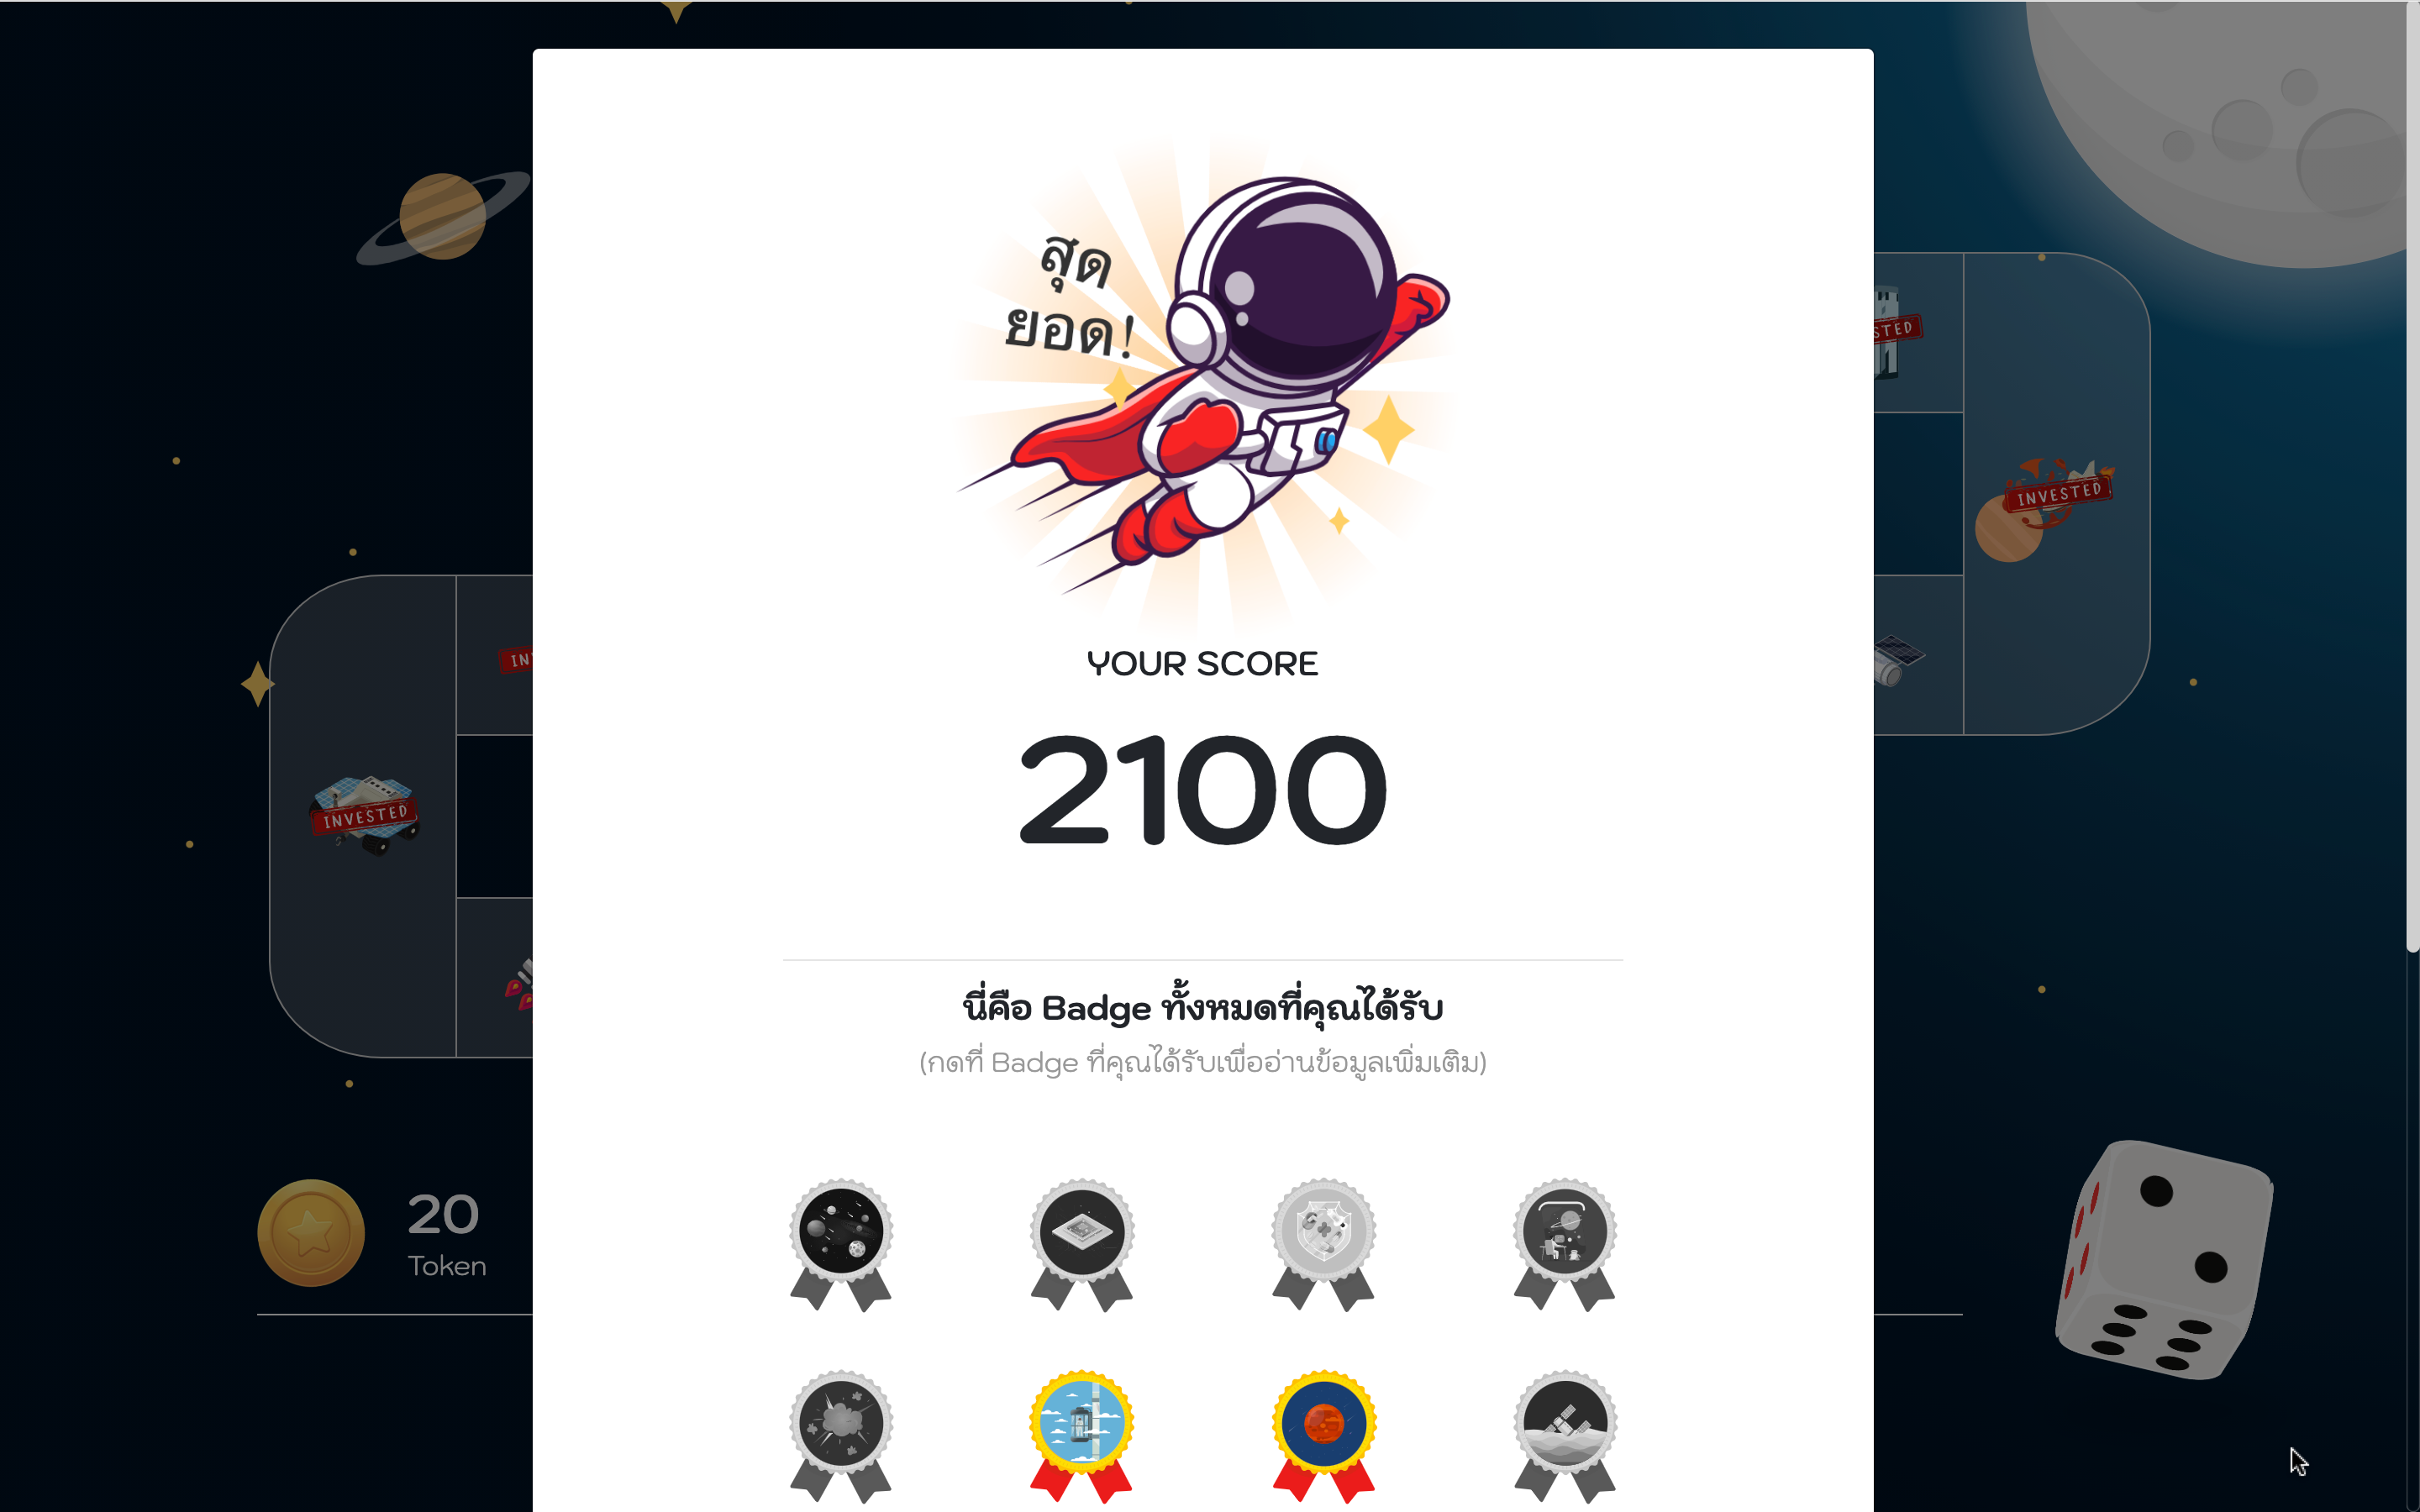 สุด
ยอด!
STED
INVESTED
YOUR SCORE
IN
2100
INVESTED
นี่คือ Badge ทั้งหมดที่คุณได้รับ
(กดที่ Badge ที่คุณได้รับเพื่ออ่านข้อมูลเพิ่มเติม)
20
Token